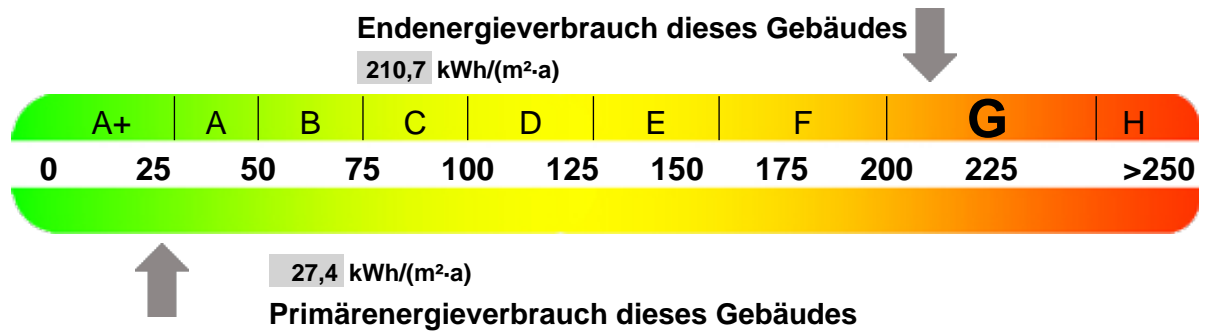 Endenergieverbrauch dieses Gebäudes
210,7 kWh/(m²·a)
A+ A B C D E F G H
0 25 50 75 100 125 150 175 200 225 >250
27,4 kWh/(m²·a)
Primärenergieverbrauch dieses Gebäudes